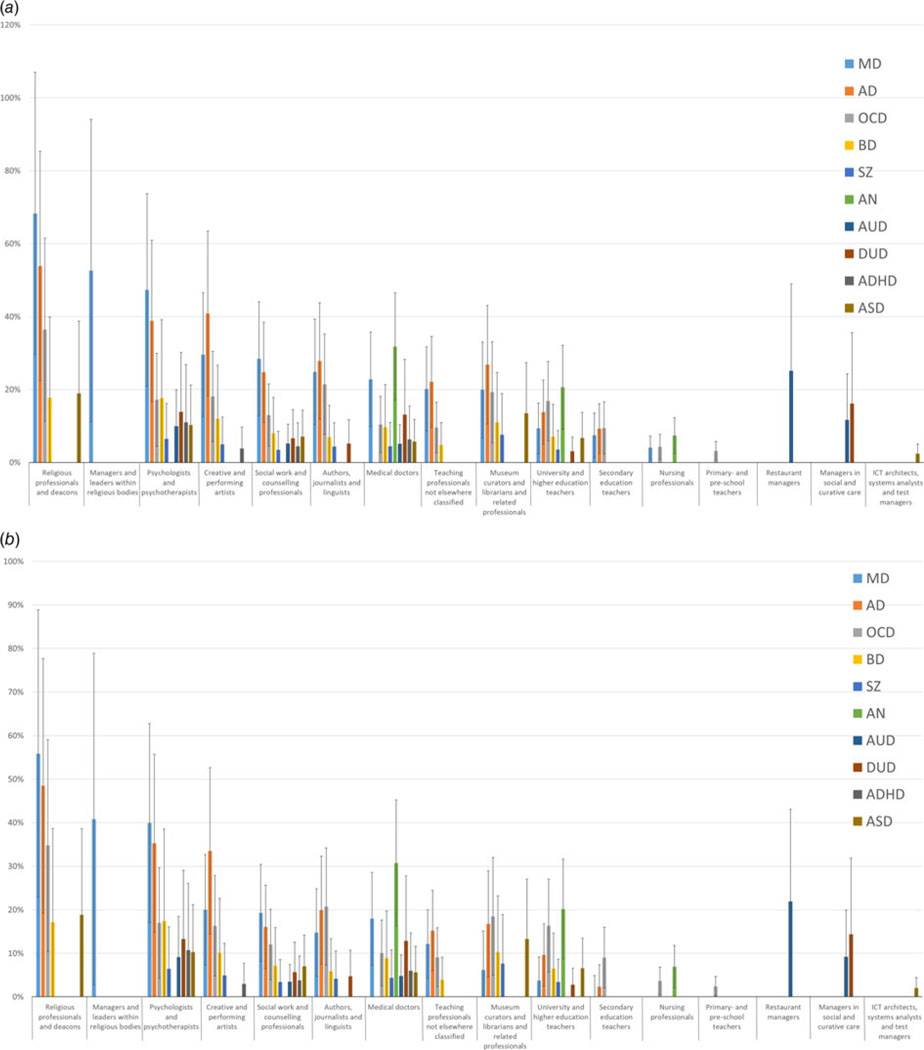 (a)
120%
100%
80%
60%
40%
20%
0%
MD
AD
OCD
BD
SZ
AN
AUD
DUD
ADHD
ASD
Religious
professionals
and deacons
Managers and
leaders within
religious bodies
Psychologists
and
psychotherapists
Creative and
performing
artists
Social work and
counselling
professionals
Authors,
journalists and
linguists
Medical doctors
Teaching
professionals
not elsewhere
classified
Museum
curators and
librarians and
related
professionals
University and
higher education
teachers
Secondary
education
teachers
Nursing
professionals
Primary- and
pre-school
teachers
Restaurant
managers
Managers in
social and
curative care
ICT architects,
systems analysts
and test
managers
(b)
100%
90%
80%
70%
60%
50%
40%
30%
20%
10%
0%
MD
AD
OCD
BD
SZ
AN
AUD
DUD
ADHD
ASD
Religious
professionals
and deacons
Managers and
leaders within
religious bodies
Psychologists
and
psychotherapists
Creative and
performing
artists
Social work and
counselling
professionals
Authors,
journalists and
linguists
Medical doctors
Teaching
professionals
not elsewhere
classified
Museum
curators and
librarians and
related
professionals
University and
higher education
teachers
Secondary
education
teachers
Nursing
professionals
Primary- and
pre-school
teachers
Restaurant
managers
Managers in
social and
curative care
ICT architects,
systems analysts
and test
managers